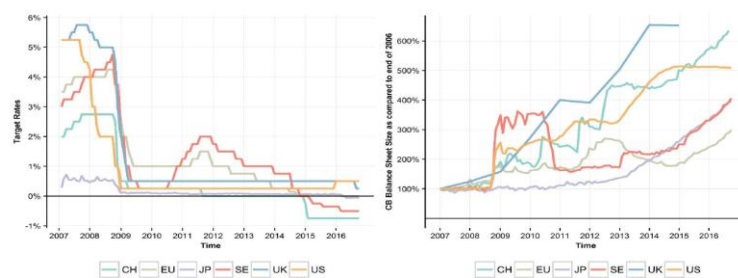 6%
5%
4%
3%
2%
1%
0%
-1%
Target Rates
2007 2008 2009 2010 2011 2012 2013 2014 2015 2016
Time
CH EU JP SE UK US
600%
500%
400%
300%
200%
100%
CB Balance Sheet Size as compared to end of 2006
2007 2008 2009 2010 2011 2012 2013 2014 2015 2016
Time
CH EU JP SE UK US